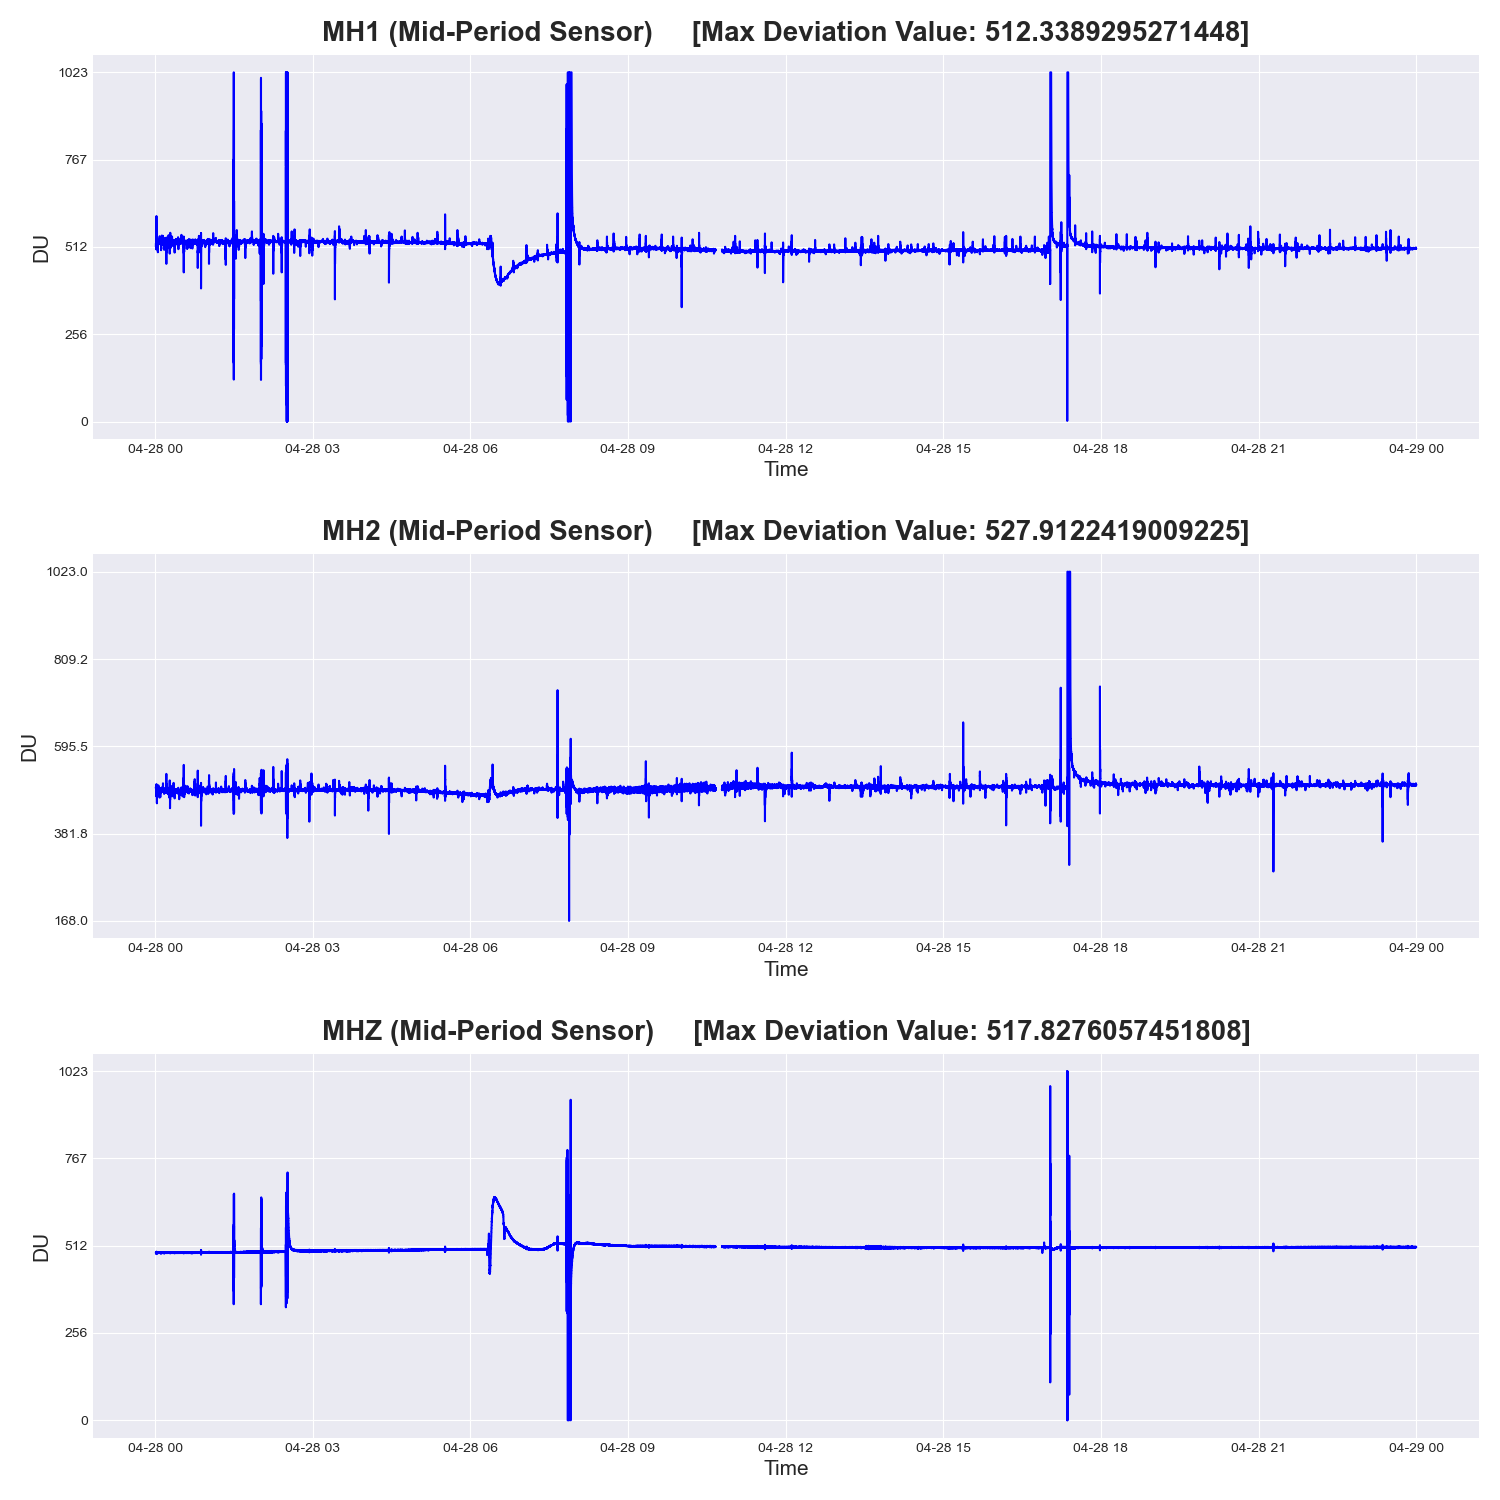 MH1 (Mid-Period Sensor) [Max Deviation Value: 512.3389295271448]
1023
767
512
256
0
DU
04-28 00 04-28 03 04-28 06 04-28 09 04-28 12 04-28 15 04-28 18 04-28 21 04-29 00
Time
MH2 (Mid-Period Sensor) [Max Deviation Value: 527.9122419009225]
1023.0
809.2
595.5
381.8
168.0
DU
04-28 00 04-28 03 04-28 06 04-28 09 04-28 12 04-28 15 04-28 18 04-28 21 04-29 00
Time
MHZ (Mid-Period Sensor) [Max Deviation Value: 517.8276057451808]
1023
767
512
256
0
DU
04-28 00 04-28 03 04-28 06 04-28 09 04-28 12 04-28 15 04-28 18 04-28 21 04-29 00
Time